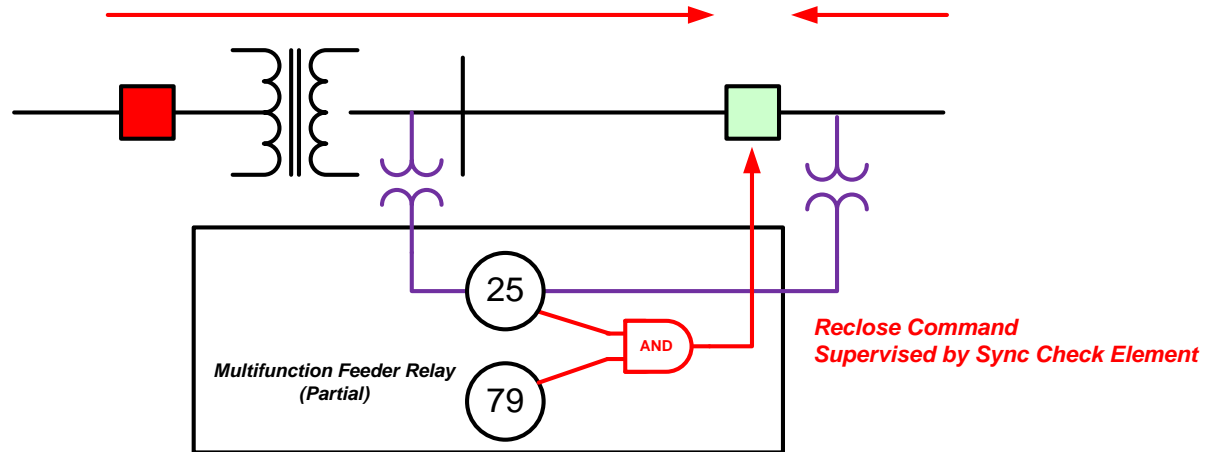 25
AND
Reclose Command
Supervised by Sync Check Element
Multifunction Feeder Relay
(Partial)
79